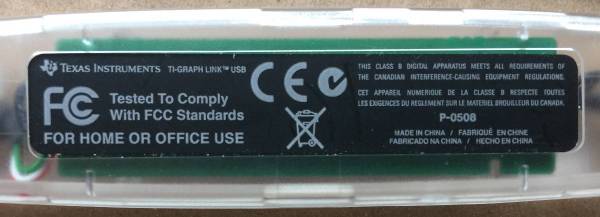 TEXAS INSTRUMENTS TI-GRAPH LINK™ USB
FC Tested To Comply
With FCC Standards
FOR HOME OR OFFICE USE
CE
THIS CLASS B DIGITAL APPARATUS MEETS ALL REQUIREMENTS OF
THE CANADIAN INTERFERENCE-CAUSING EQUIPMENT REGULATIONS.
CET APPAREIL NUMERIQUE DE LA CLASSE B RESPECTE TOUTES
LES EXIGENCES DU REGLEMENT SUR LE MATERIEL BROUILLEUR DU CANADA.
P-0508
MADE IN CHINA / FABRIQUÉ EN CHINE
FABRICADO NA CHINA / HECHO EN CHINA